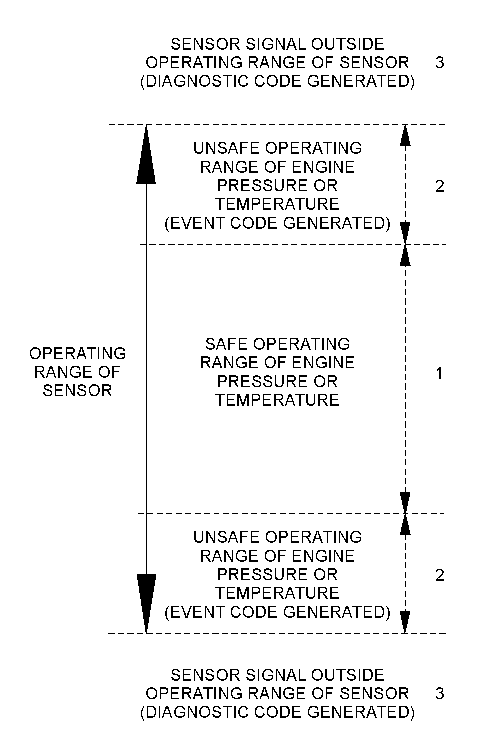 SENSOR SIGNAL OUTSIDE
OPERATING RANGE OF SENSOR 3
(DIAGNOSTIC CODE GENERATED)
UNSAFE OPERATING
RANGE OF ENGINE
PRESSURE OR 2
TEMPERATURE
(EVENT CODE GENERATED)
OPERATING
RANGE OF
SENSOR
SAFE OPERATING
RANGE OF ENGINE
PRESSURE OR 1
TEMPERATURE
UNSAFE OPERATING
RANGE OF ENGINE
PRESSURE OR 2
TEMPERATURE
(EVENT CODE GENERATED)
SENSOR SIGNAL OUTSIDE
OPERATING RANGE OF SENSOR 3
(DIAGNOSTIC CODE GENERATED)